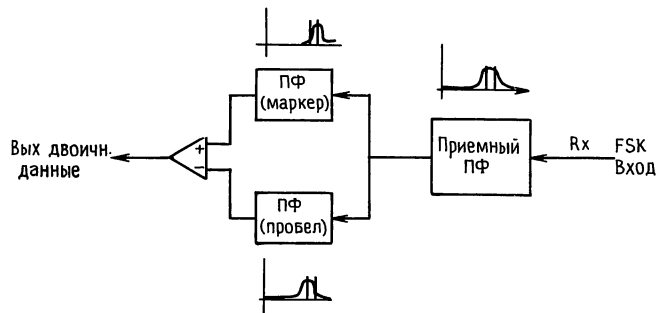 ПФ
(маркер)
Вых двоичн.
данные
+
−
Приемный
ПФ
Rx
FSK
Вход
ПФ
(пробел)